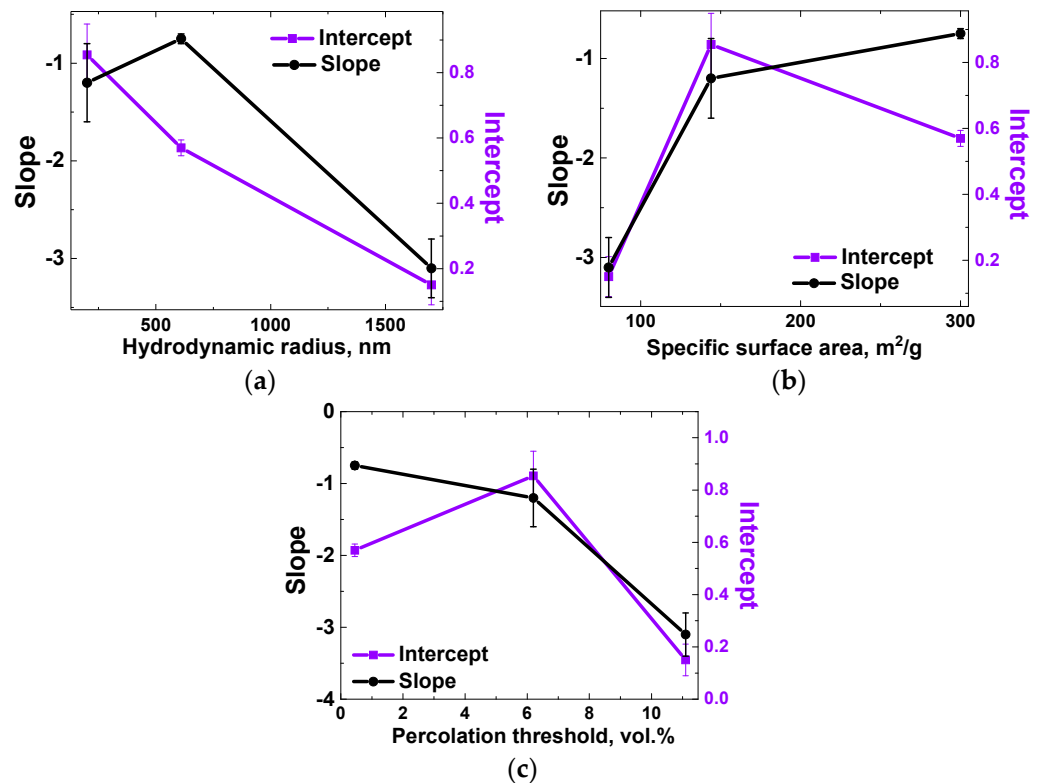 Intercept
Slope
-1
-2
-3
Slope
0.8
0.6
0.4
0.2
Intercept
500
1000
1500
Hydrodynamic radius, nm
(a)
-1
-2
-3
Slope
Intercept
Slope
0.8
0.6
0.4
0.2
Intercept
100
200
300
Specific surface area, m²/g
(b)
0
-1
-2
-3
-4
Slope
Intercept
Slope
1.0
0.8
0.6
0.4
0.2
0.0
Intercept
0
2
4
6
8
10
Percolation threshold, vol.%
(c)